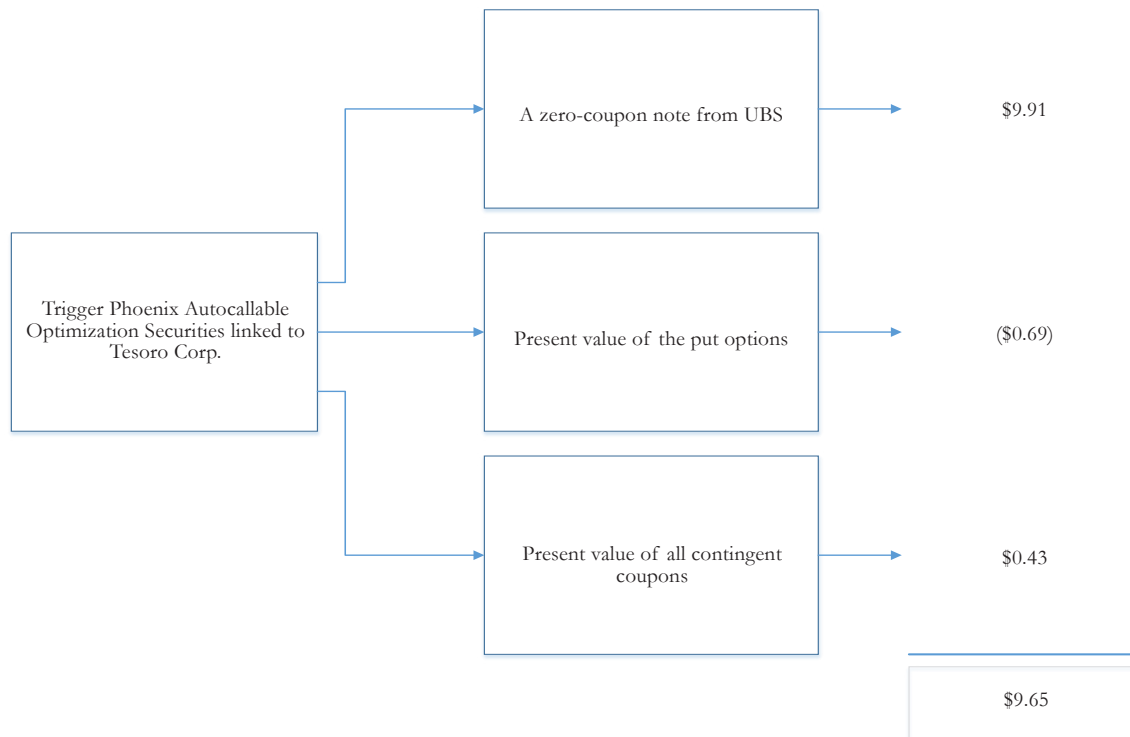 A zero-coupon note from UBS
$9.91
Trigger Phoenix Autocallable
Optimization Securities linked to
Tesoro Corp.
Present value of the put options
($0.69)
Present value of all contingent
coupons
$0.43
$9.65